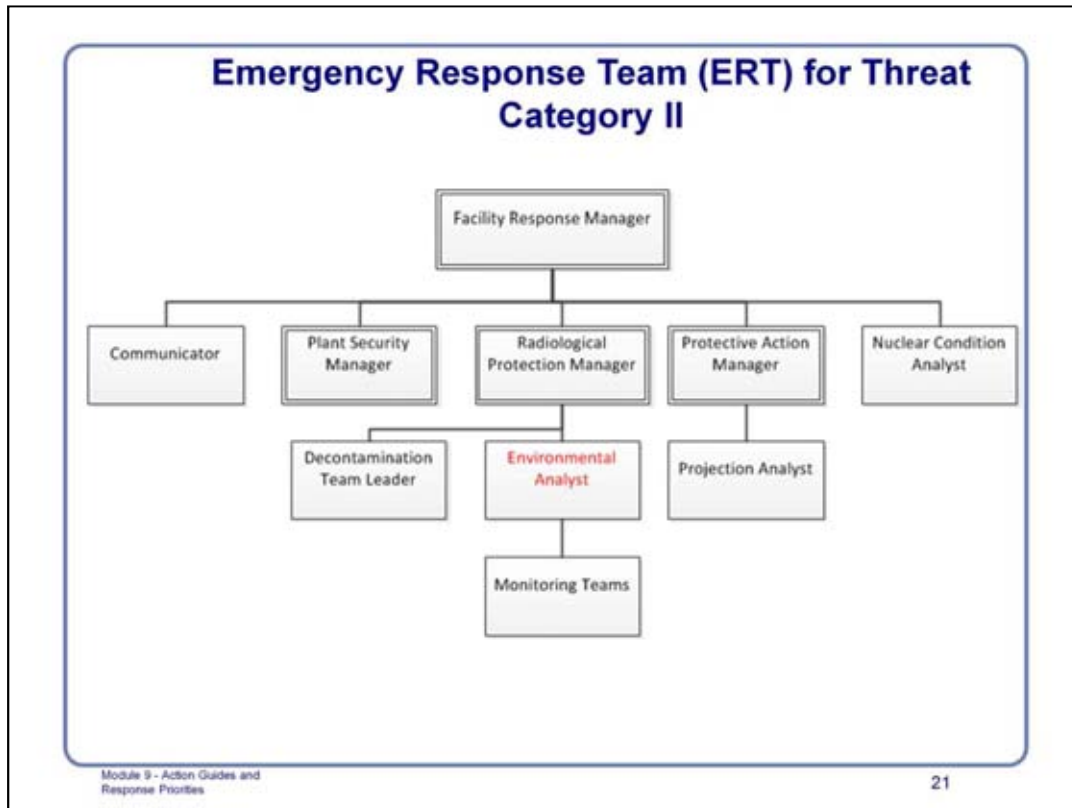 Emergency Response Team (ERT) for Threat
Category II
Facility Response Manager
Communicator
Plant Security
Manager
Radiological
Protection Manager
Protective Action
Manager
Nuclear Condition
Analyst
Decontamination
Team Leader
Environmental
Analyst
Projection Analyst
Monitoring Teams
Module 9 - Action Guides and
Response Priorities
21